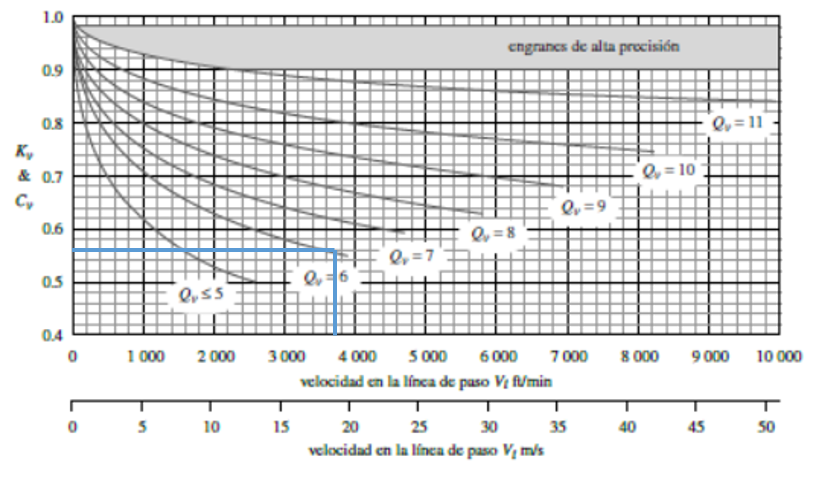 1.0
engranes de alta precisión
0.9
0.8
Qv = 11
Kv
&
Cv
0.7
Qv = 10
Qv = 9
0.6
Qv = 8
Qv = 7
0.5
Qv = 6
Qv ≤ 5
0.4
0 1 000 2 000 3 000 4 000 5 000 6 000 7 000 8 000 9 000 10 000
velocidad en la línea de paso Vt ft/min
0 5 10 15 20 25 30 35 40 45 50
velocidad en la línea de paso Vt m/s